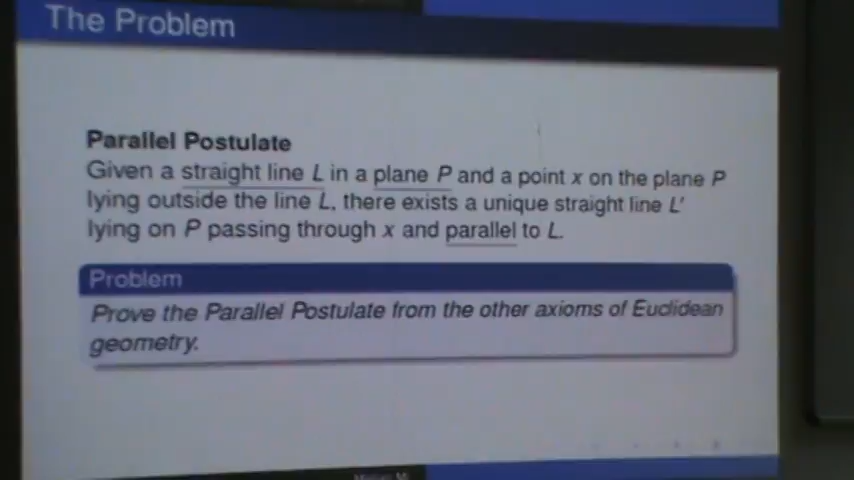 The Problem
Parallel Postulate
Given a straight line L in a plane P and a point x on the plane P
lying outside the line L, there exists a unique straight line L'
lying on P passing through x and parallel to L.
Problem
Prove the Parallel Postulate from the other axioms of Euclidean
geometry.